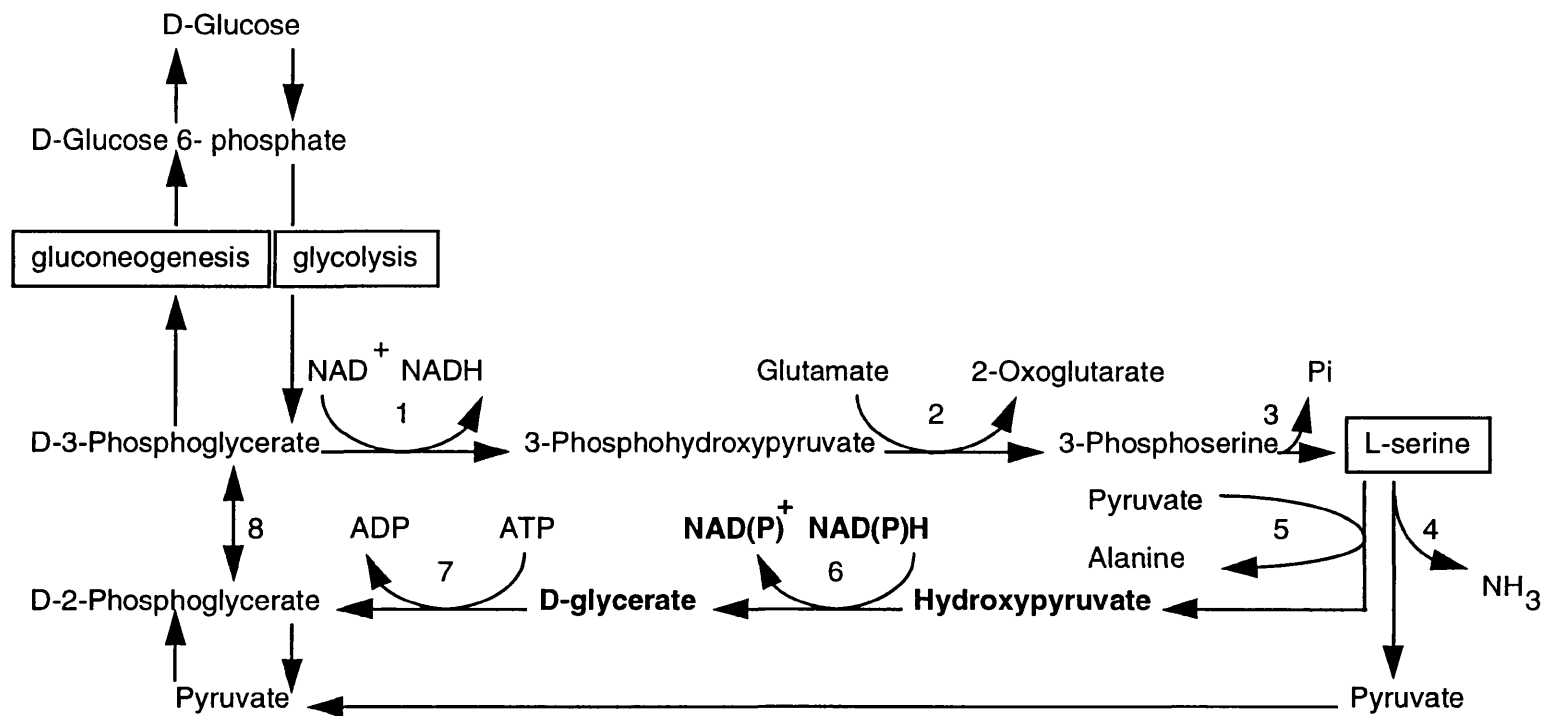 D-Glucose
D-Glucose 6- phosphate
gluconeogenesis glycolysis
NAD+ NADH Glutamate 2-Oxoglutarate Pi
1 2 3
D-3-Phosphoglycerate 3-Phosphohydroxypyruvate 3-Phosphoserine L-serine
8 ADP ATP NAD(P)+ NAD(P)H Pyruvate
7 6 5 4
Alanine
D-2-Phosphoglycerate D-glycerate Hydroxypyruvate NH3
Pyruvate Pyruvate